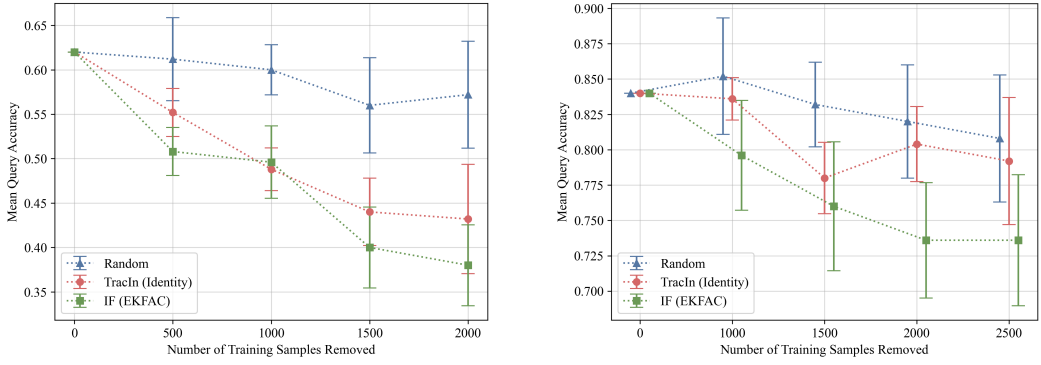 Mean Query Accuracy
0.65
0.60
0.55
0.50
0.45
0.40
0.35
Random
TracIn (Identity)
IF (EKFAC)
0 500 1000 1500 2000
Number of Training Samples Removed
Mean Query Accuracy
0.900
0.875
0.850
0.825
0.800
0.775
0.750
0.725
0.700
Random
TracIn (Identity)
IF (EKFAC)
0 1000 1500 2000 2500
Number of Training Samples Removed